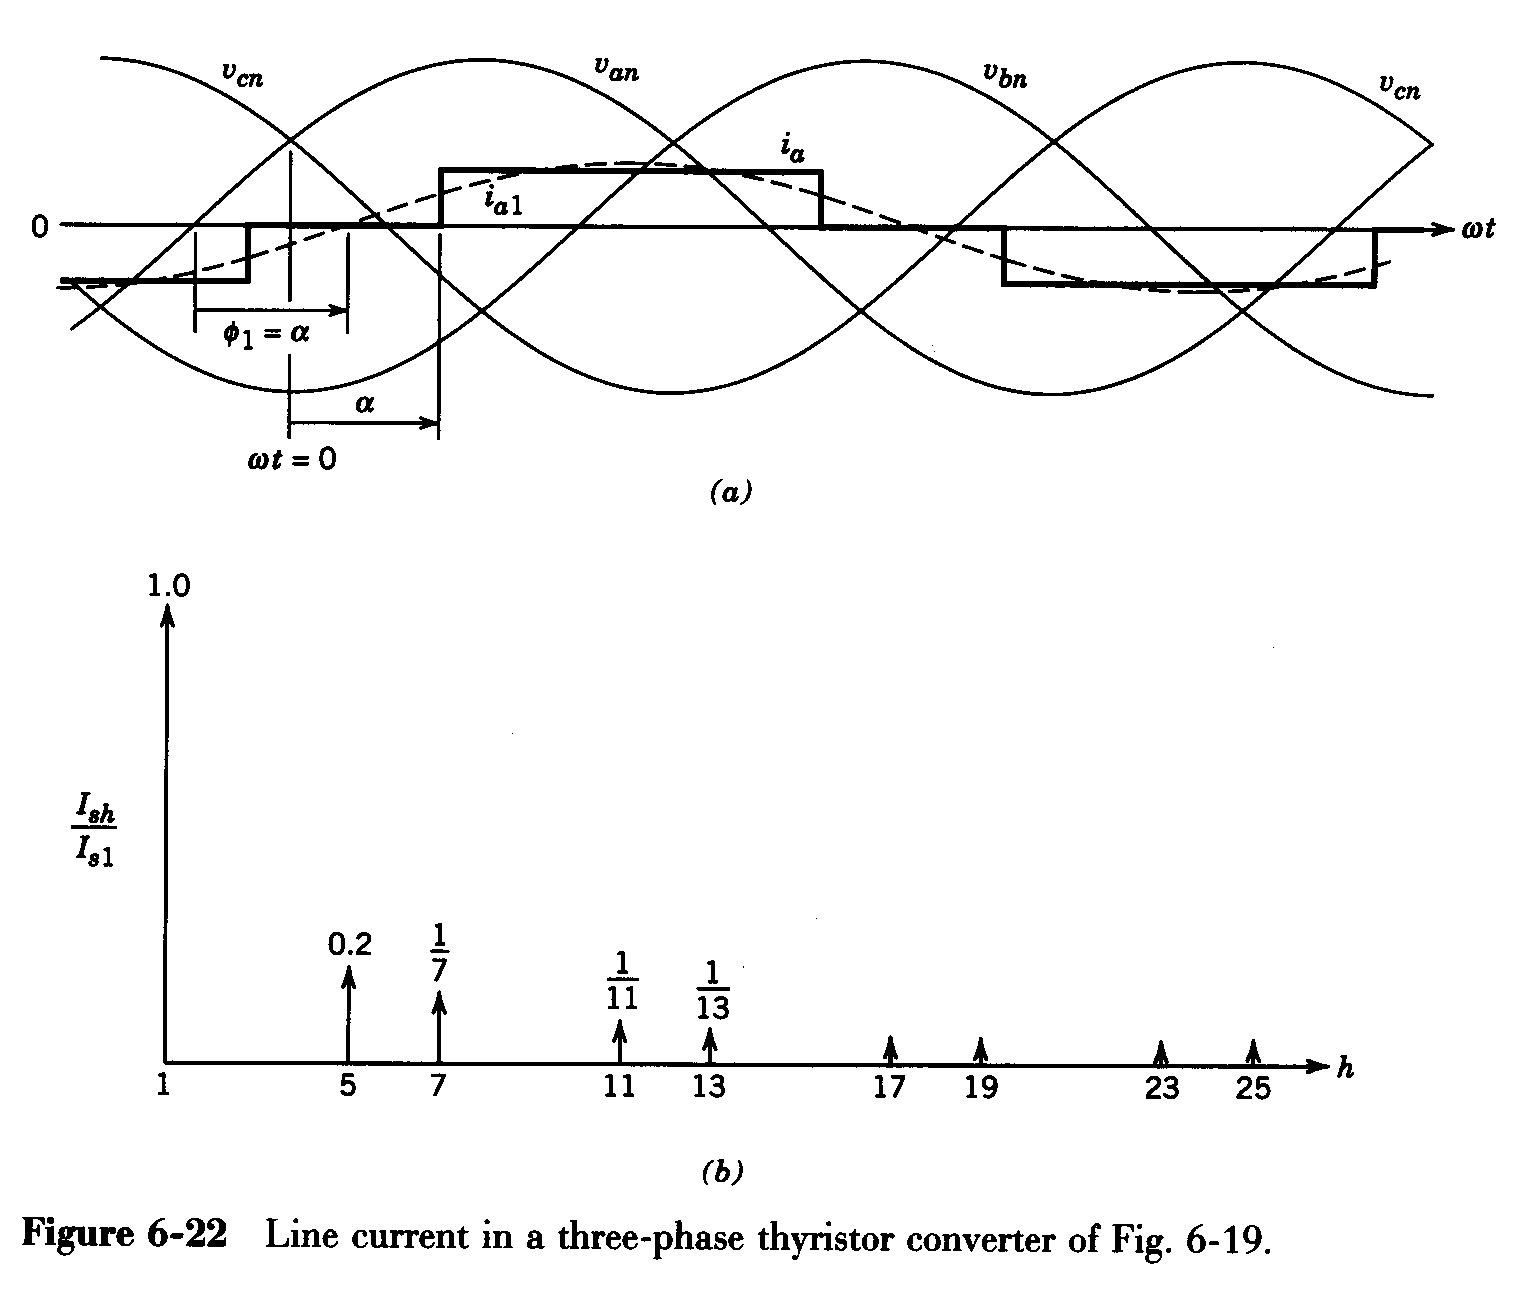 v_cn
v_an
v_bn
v_cn
i_a
i_a1
0
ωt
ϕ_1 = α
α
ωt = 0
(a)
1.0
I_sh
I_s1
0.2
1
7
1
11
1
13
1
5
7
11
13
17
19
23
25
h
(b)
Figure 6-22 Line current in a three-phase thyristor converter of Fig. 6-19.